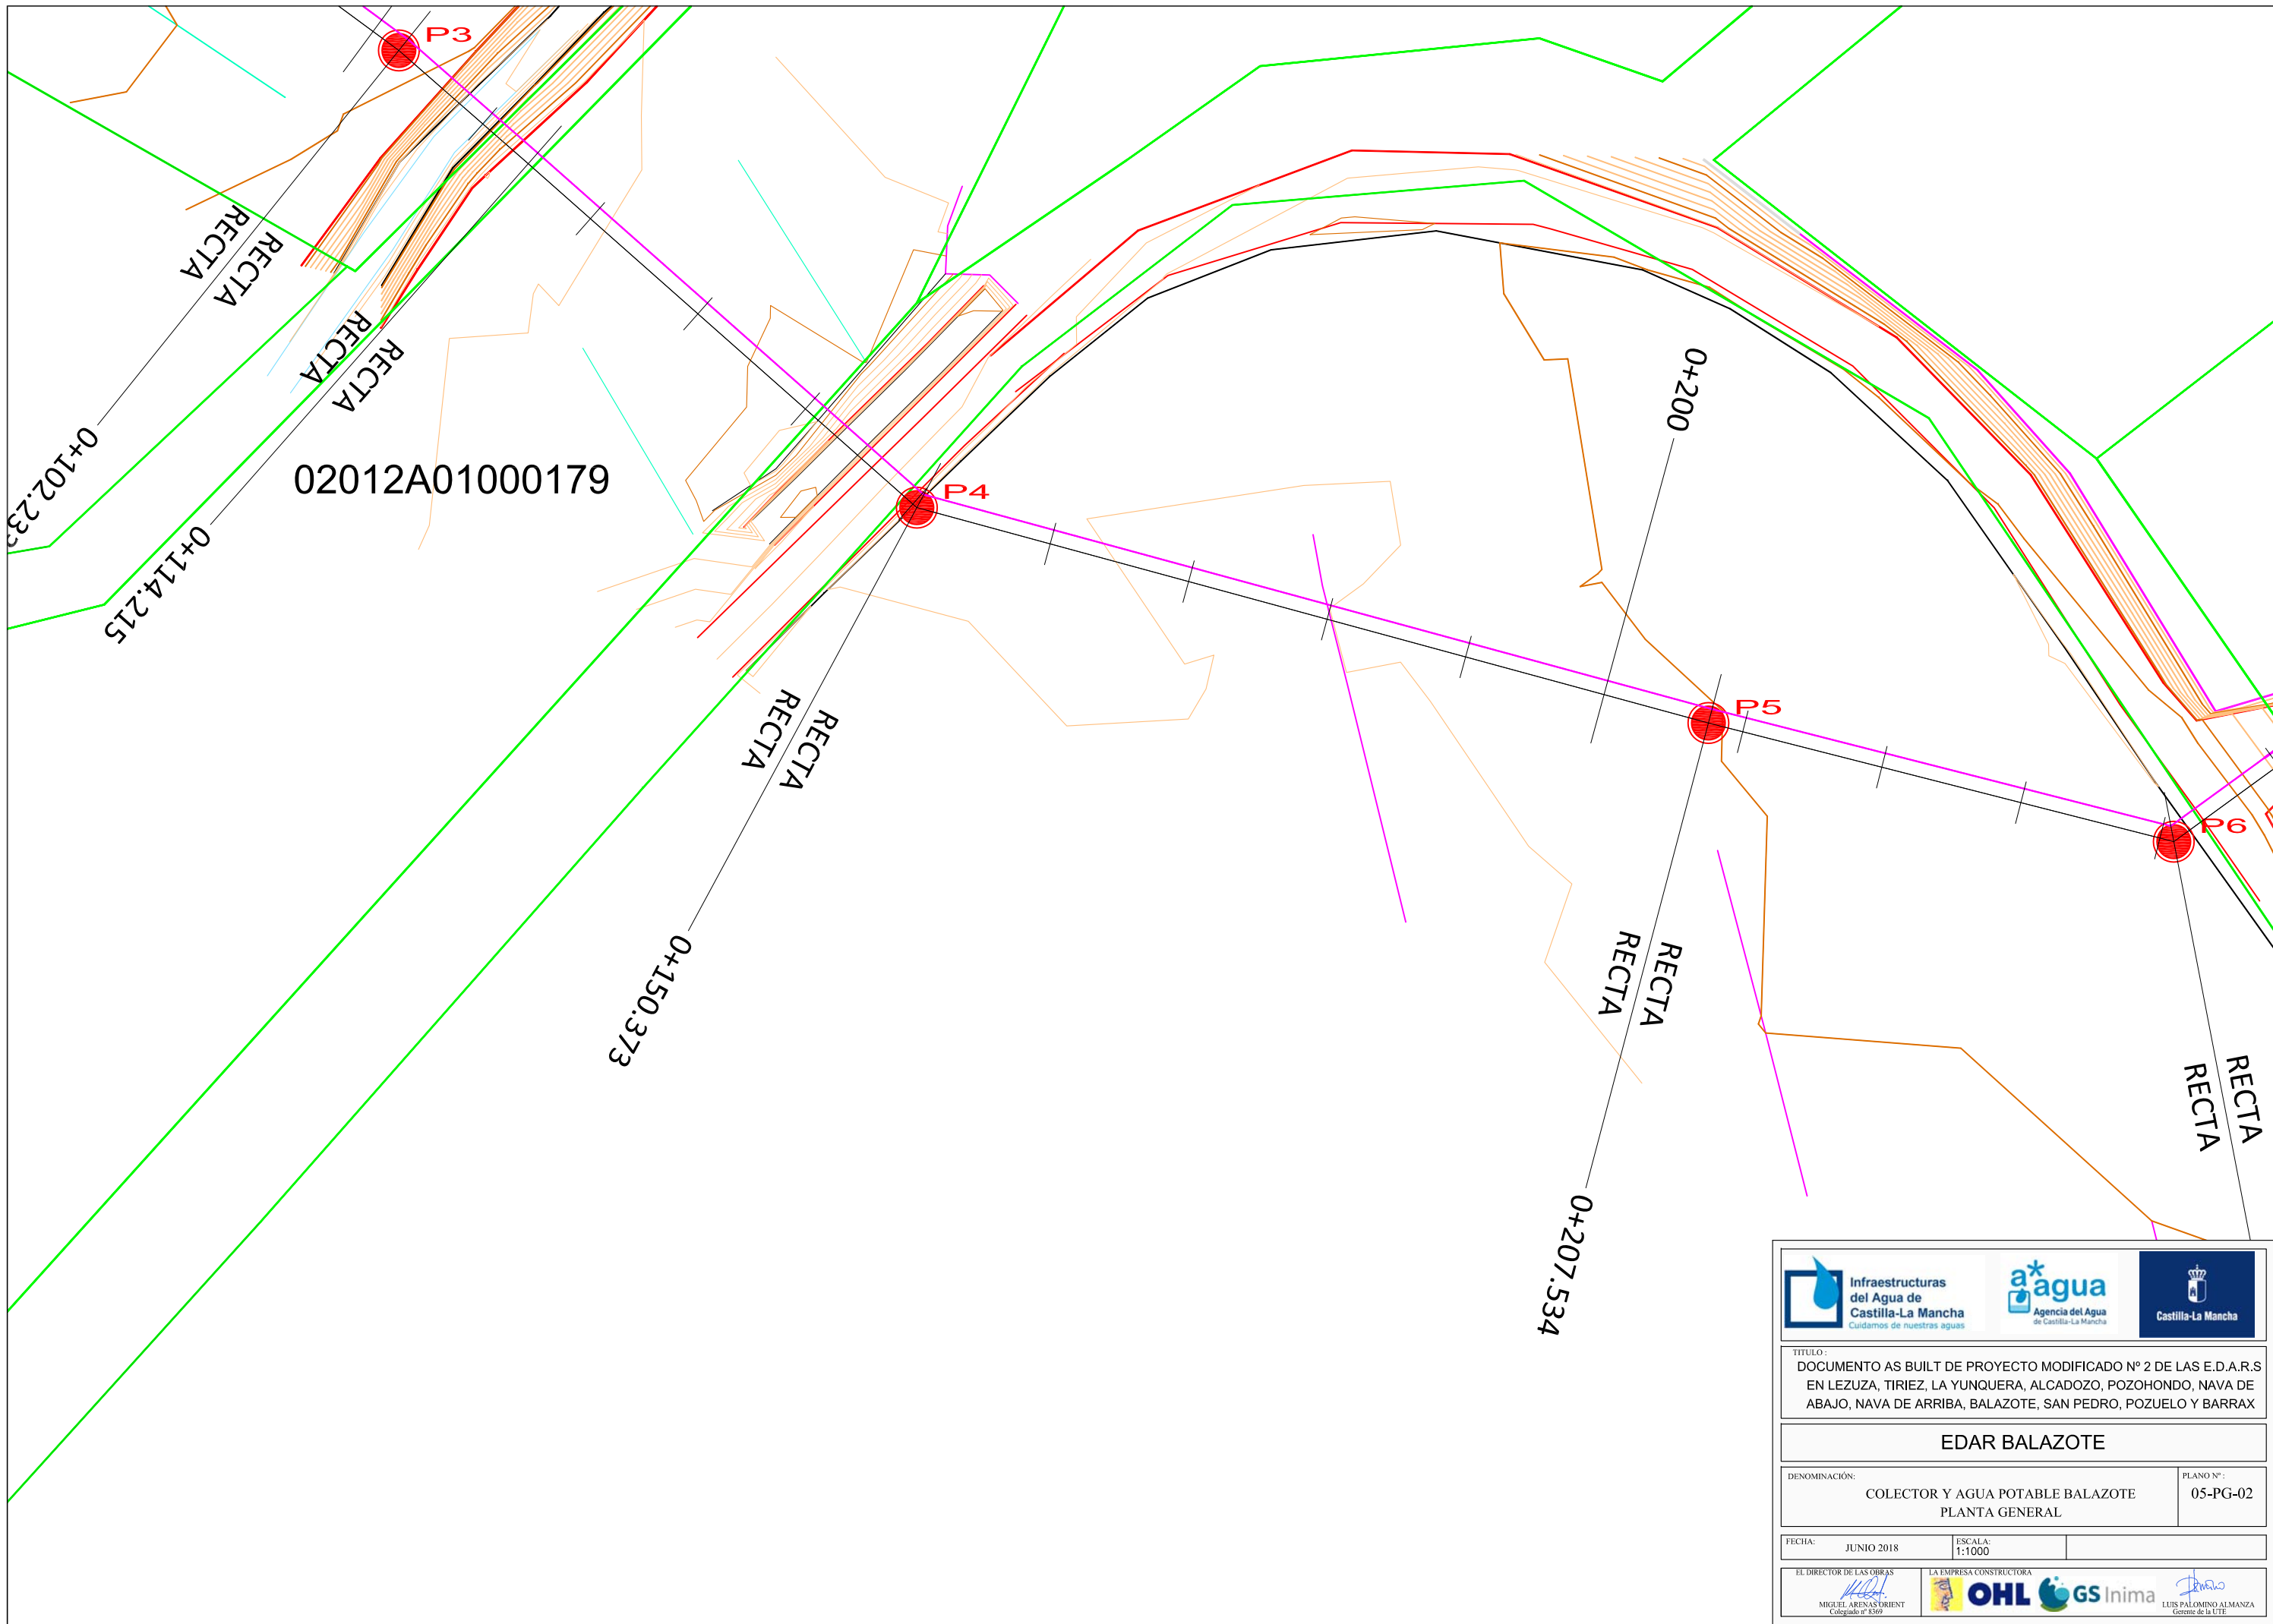 P3
RECTA
RECTA
RECTA
RECTA
0+102.23
0+114.215
02012A01000179
P4
0+200
P5
P6
RECTA
RECTA
0+150.373
RECTA
RECTA
0+207.534
RECTA
RECTA
Infraestructuras
del Agua de
Castilla-La Mancha
Cuidamos de nuestras aguas
a*agua
Agencia del Agua
de Castilla-La Mancha
Castilla-La Mancha
TITULO :
DOCUMENTO AS BUILT DE PROYECTO MODIFICADO Nº 2 DE LAS E.D.A.R.S
EN LEZUZA, TIRIEZ, LA YUNQUERA, ALCADOZO, POZOHONDO, NAVA DE
ABAJO, NAVA DE ARRIBA, BALAZOTE, SAN PEDRO, POZUELO Y BARRAX
EDAR BALAZOTE
DENOMINACIÓN:
COLECTOR Y AGUA POTABLE BALAZOTE
PLANTA GENERAL
PLANO Nº :
05-PG-02
FECHA:
JUNIO 2018
ESCALA:
1:1000
EL DIRECTOR DE LAS OBRAS
MIGUEL ARENAS ORIENT
Colegiado nº 8369
LA EMPRESA CONSTRUCTORA
OHL
GS Inima
LUIS PALOMINO ALMANZA
Gerente de la UTE